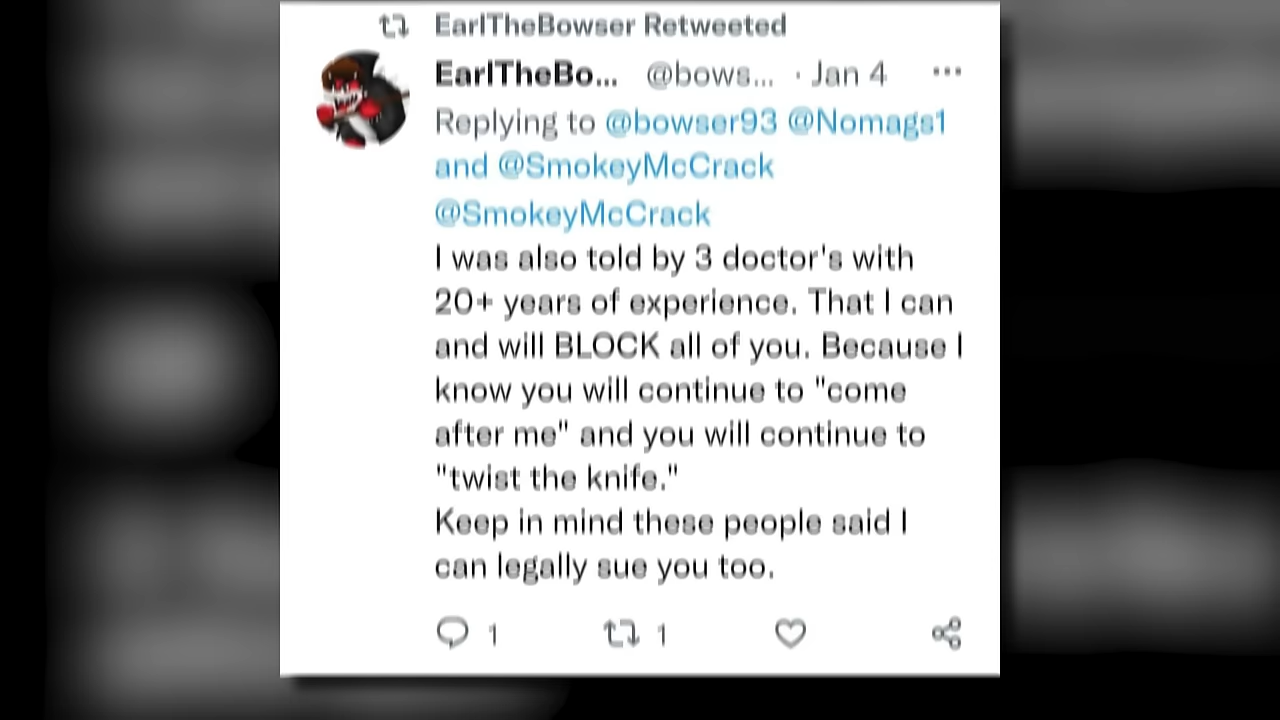 EarlTheBowser Retweeted
EarlTheBo... @bows... · Jan 4 ...
Replying to @bowser93 @Nomags1
and @SmokeyMcCrack
@SmokeyMcCrack
I was also told by 3 doctor's with
20+ years of experience. That I can
and will BLOCK all of you. Because I
know you will continue to "come
after me" and you will continue to
"twist the knife."
Keep in mind these people said I
can legally sue you too.
1 1